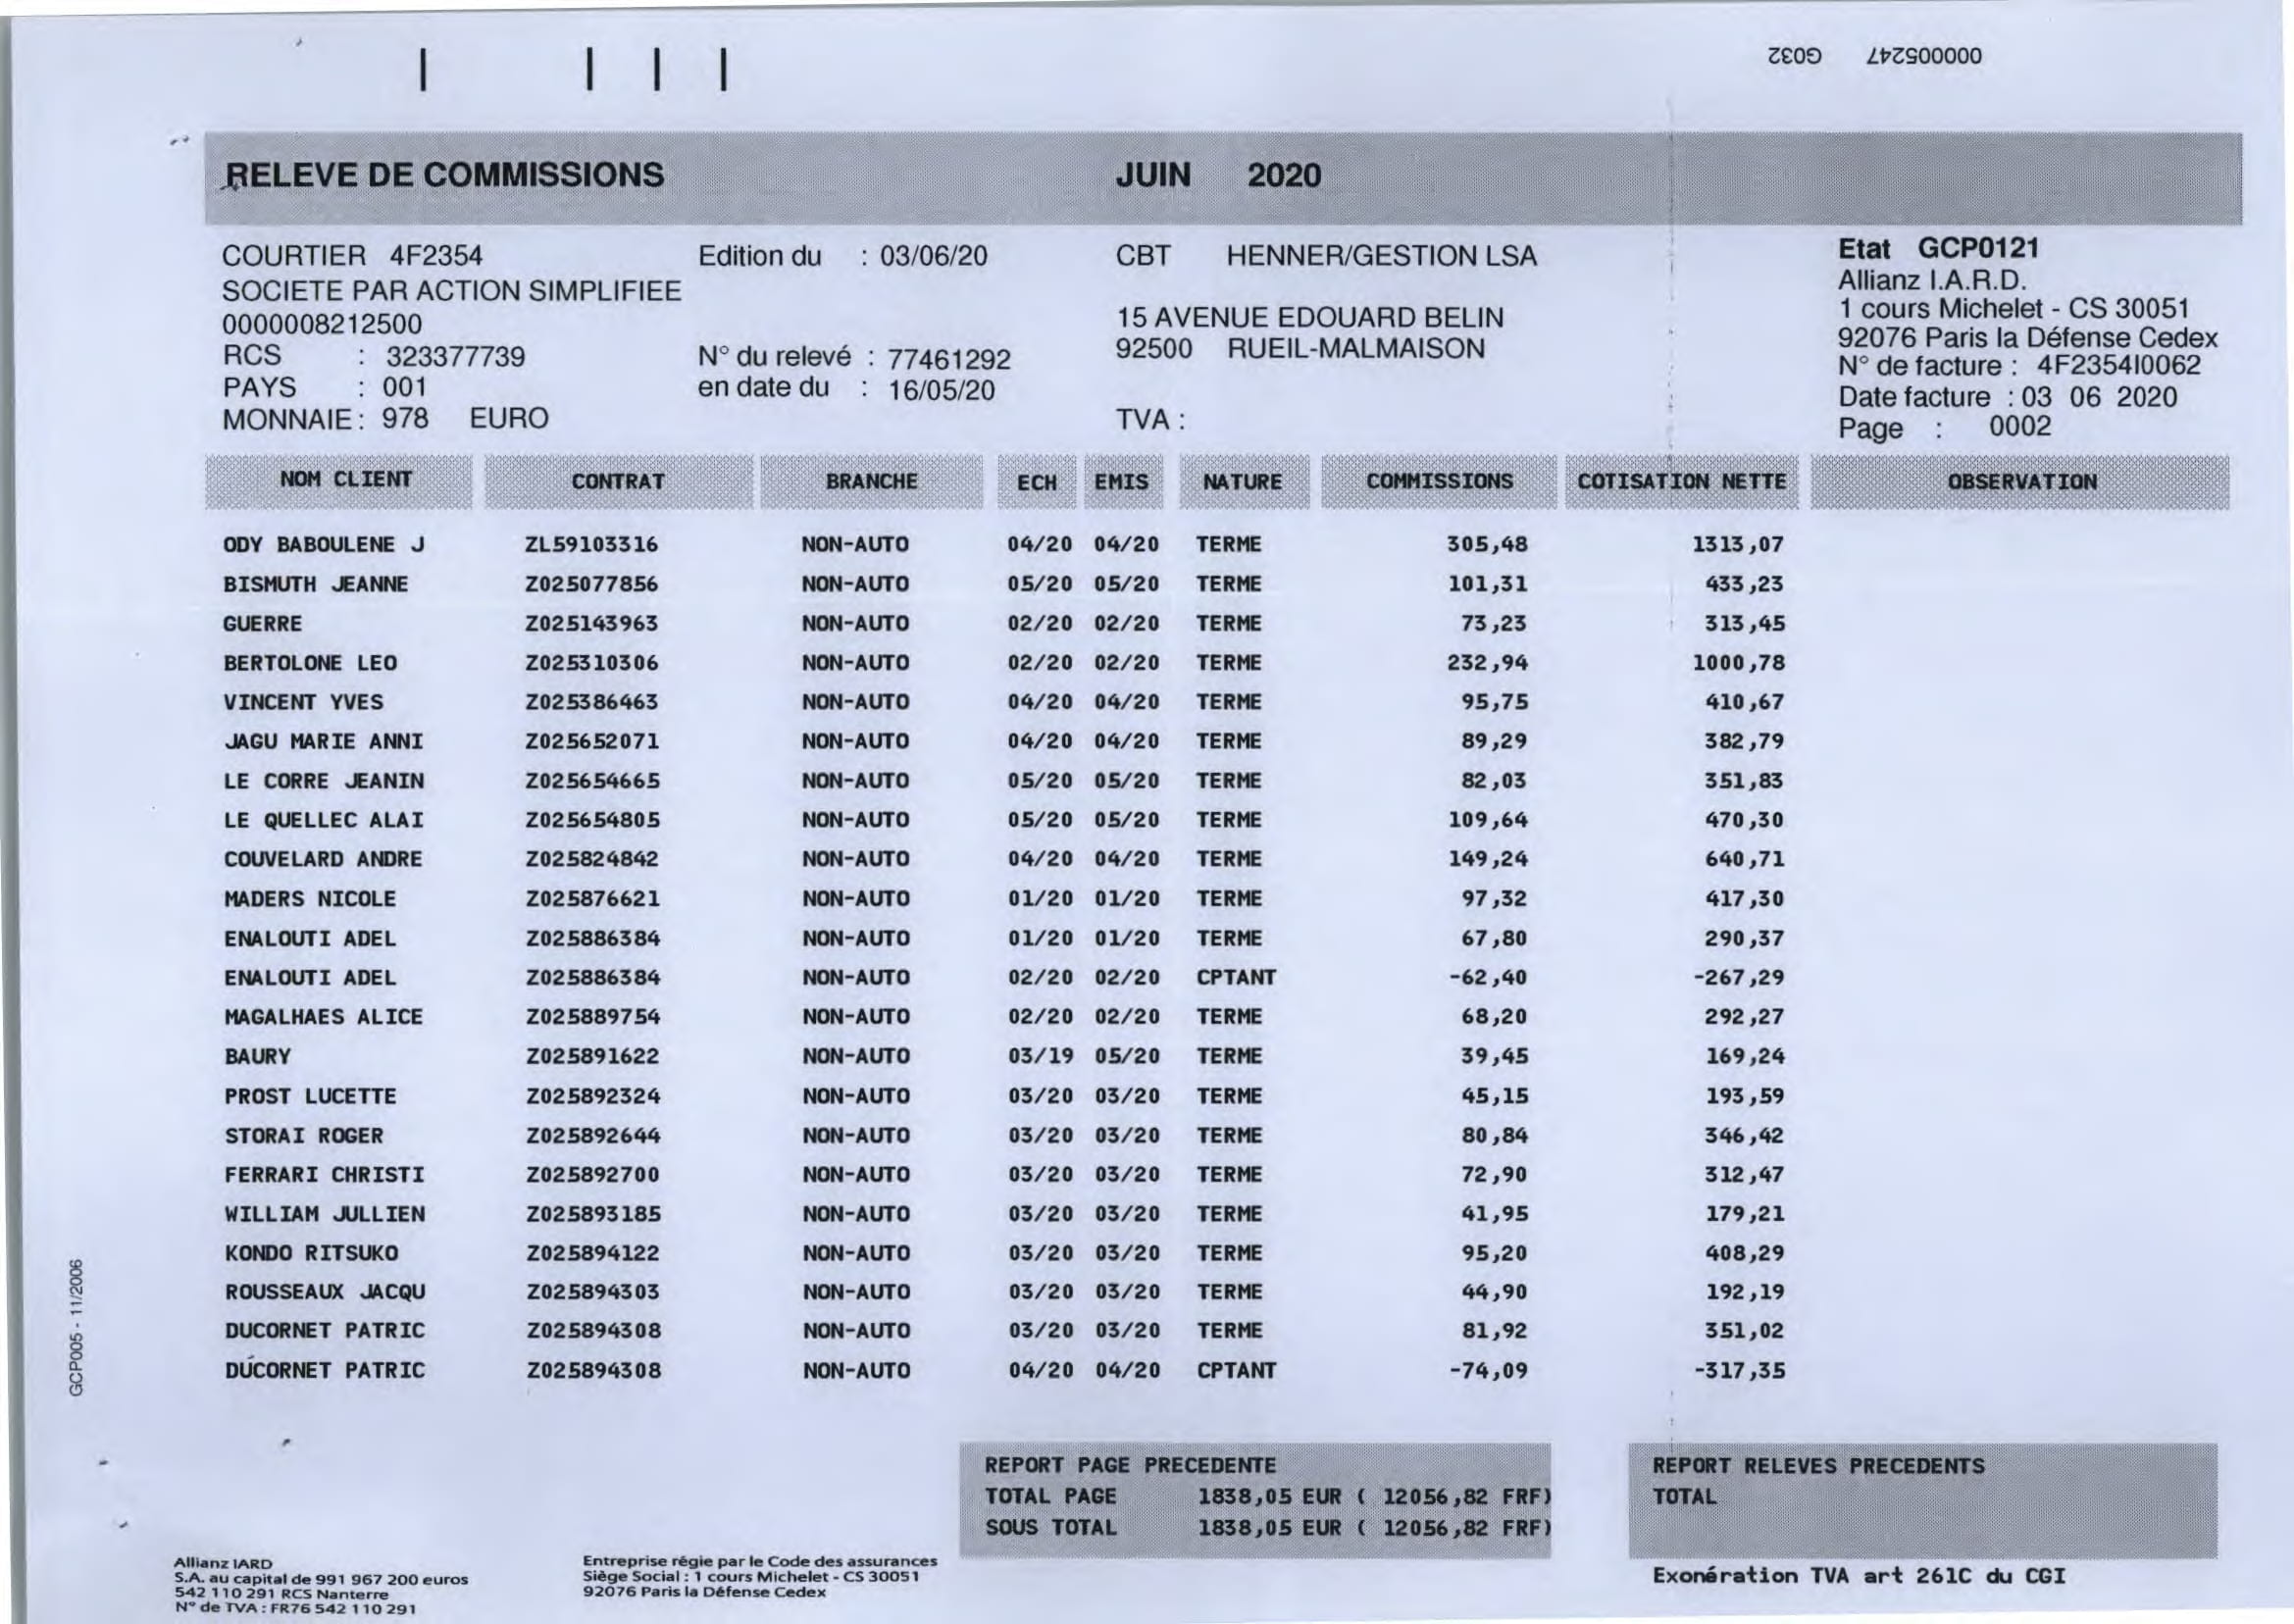 000005247 G032
RELEVE DE COMMISSIONS JUIN 2020
COURTIER 4F2354 Edition du : 03/06/20 CBT HENNER/GESTION LSA Etat GCP0121
SOCIETE PAR ACTION SIMPLIFIEE Allianz I.A.R.D.
0000008212500 15 AVENUE EDOUARD BELIN 1 cours Michelet - CS 30051
RCS : 323377739 N° du relevé : 77461292 92500 RUEIL-MALMAISON 92076 Paris la Défense Cedex
N° de facture : 4F2354I0062
PAYS : 001 en date du : 16/05/20 Date facture : 03 06 2020
MONNAIE : 978 EURO TVA : Page : 0002
NOM CLIENT CONTRAT BRANCHE ECH EMIS NATURE COMMISSIONS COTISATION NETTE OBSERVATION
ODY BABOULENE J ZL59103316 NON-AUTO 04/20 04/20 TERME 305,48 1313,07
BISMUTH JEANNE Z025077856 NON-AUTO 05/20 05/20 TERME 101,31 433,23
GUERRE Z025143963 NON-AUTO 02/20 02/20 TERME 73,23 313,45
BERTOLONE LEO Z025310306 NON-AUTO 02/20 02/20 TERME 232,94 1000,78
VINCENT YVES Z025386463 NON-AUTO 04/20 04/20 TERME 95,75 410,67
JAGU MARIE ANNI Z025652071 NON-AUTO 04/20 04/20 TERME 89,29 382,79
LE CORRE JEANIN Z025654665 NON-AUTO 05/20 05/20 TERME 82,03 351,83
LE QUELLEC ALAI Z025654805 NON-AUTO 05/20 05/20 TERME 109,64 470,30
COUVELARD ANDRE Z025824842 NON-AUTO 04/20 04/20 TERME 149,24 640,71
MADERS NICOLE Z025876621 NON-AUTO 01/20 01/20 TERME 97,32 417,30
ENALOUTI ADEL Z025886384 NON-AUTO 01/20 01/20 TERME 67,80 290,37
ENALOUTI ADEL Z025886384 NON-AUTO 02/20 02/20 CPTANT -62,40 -267,29
MAGALHAES ALICE Z025889754 NON-AUTO 02/20 02/20 TERME 68,20 292,27
BAURY Z025891622 NON-AUTO 03/19 05/20 TERME 39,45 169,24
PROST LUCETTE Z025892324 NON-AUTO 03/20 03/20 TERME 45,15 193,59
STORAI ROGER Z025892644 NON-AUTO 03/20 03/20 TERME 80,84 346,42
FERRARI CHRISTI Z025892700 NON-AUTO 03/20 03/20 TERME 72,90 312,47
WILLIAM JULLIEN Z025893185 NON-AUTO 03/20 03/20 TERME 41,95 179,21
KONDO RITSUKO Z025894122 NON-AUTO 03/20 03/20 TERME 95,20 408,29
ROUSSEAUX JACQU Z025894303 NON-AUTO 03/20 03/20 TERME 44,90 192,19
DUCORNET PATRIC Z025894308 NON-AUTO 03/20 03/20 TERME 81,92 351,02
DUCORNET PATRIC Z025894308 NON-AUTO 04/20 04/20 CPTANT -74,09 -317,35
GCP005 - 11/2006
REPORT PAGE PRECEDENTE REPORT RELEVES PRECEDENTS
TOTAL PAGE 1838,05 EUR ( 12056,82 FRF) TOTAL
SOUS TOTAL 1838,05 EUR ( 12056,82 FRF)
Exonération TVA art 261C du CGI
Allianz IARD
S.A. au capital de 991 967 200 euros
542 110 291 RCS Nanterre
N° de TVA : FR76 542 110 291
Entreprise régie par le Code des assurances
Siège Social : 1 cours Michelet - CS 30051
92076 Paris la Défense Cedex